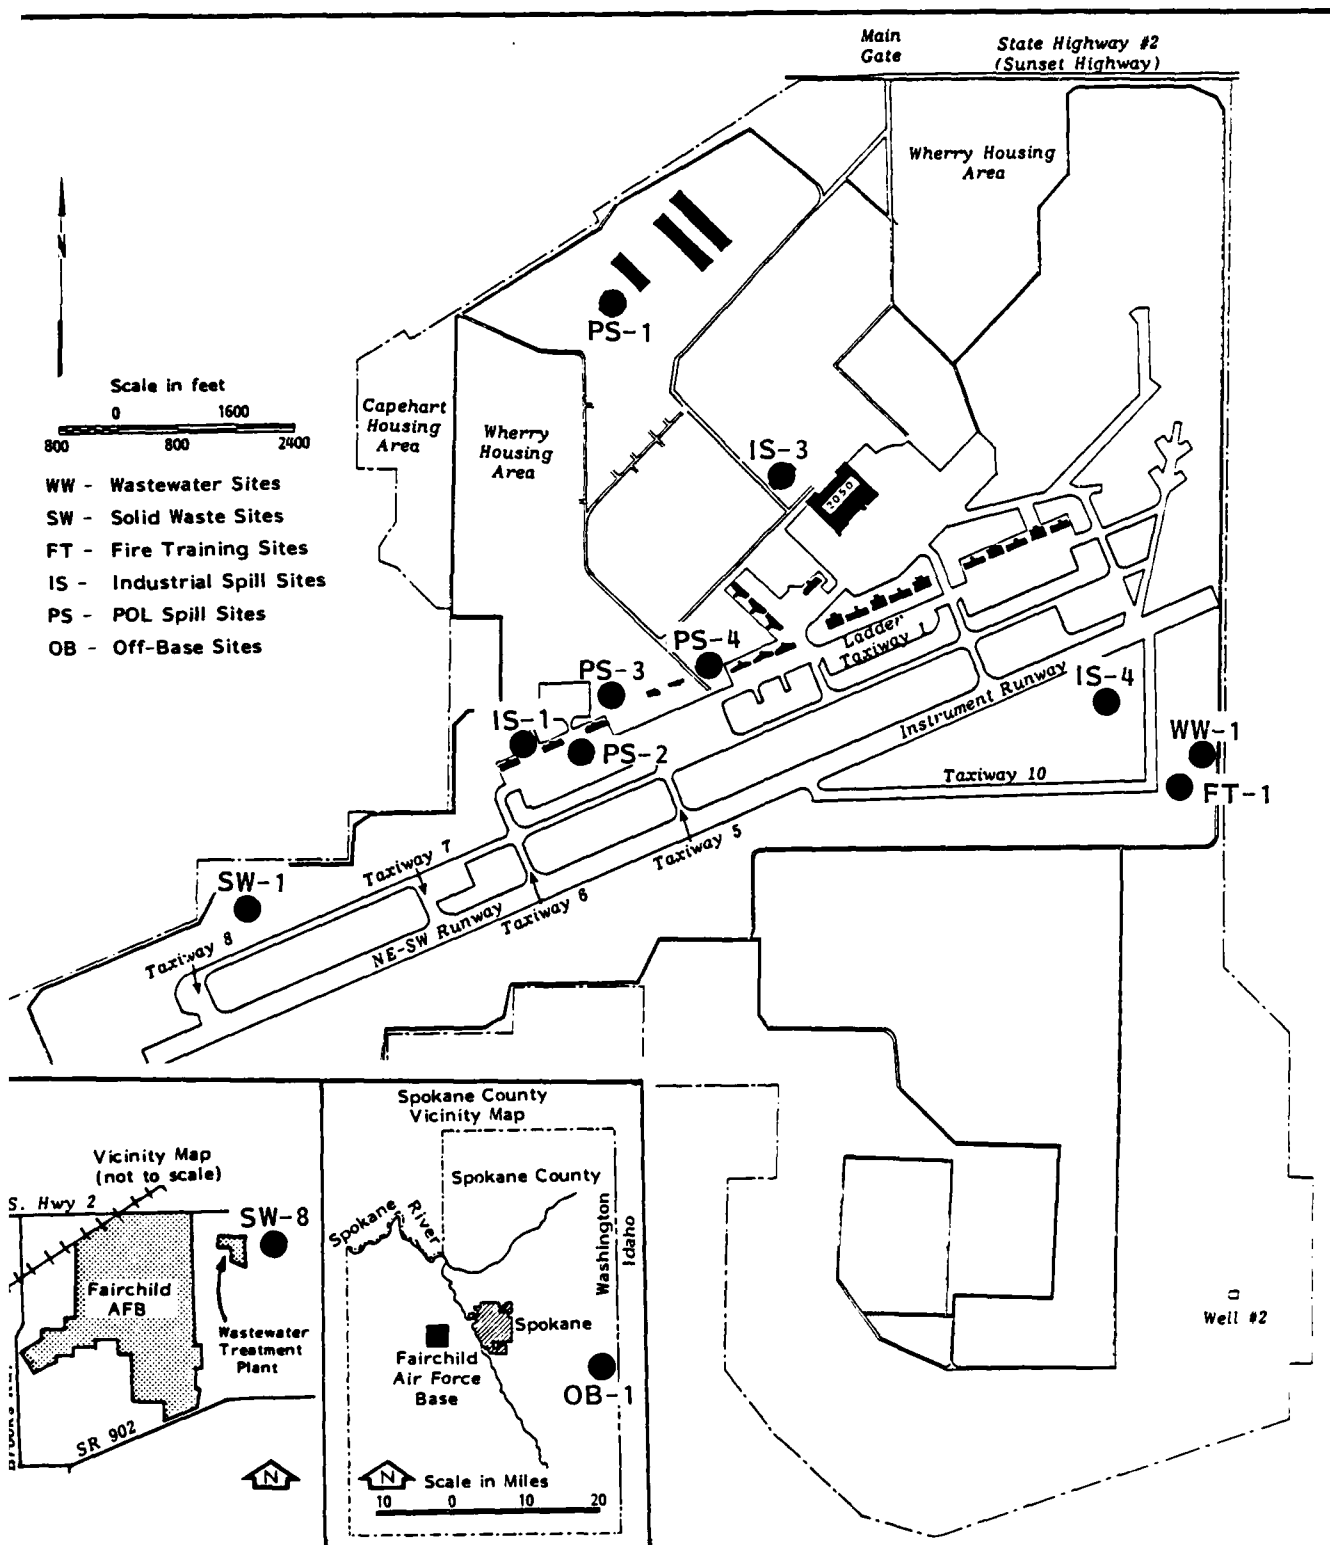 Main
Gate
State Highway #2
(Sunset Highway)
Wherry Housing
Area
N
PS-1
Scale in feet
0 1600
800 800 2400
Capehart
Housing
Area
Wherry
Housing
Area
IS-3
2050
WW - Wastewater Sites
SW - Solid Waste Sites
FT - Fire Training Sites
IS - Industrial Spill Sites
PS - POL Spill Sites
OB - Off-Base Sites
Ladder
Taxiway 1
PS-4
PS-3
IS-4
IS-1
Instrument Runway
WW-1
PS-2
Taxiway 10
FT-1
Taxiway 5
Taxiway 7
SW-1
Taxiway 6
NE-SW Runway
Taxiway 8
Spokane County
Vicinity Map
Vicinity Map
(not to scale)
S. Hwy 2
SW-8
Fairchild
AFB
Wastewater
Treatment
Plant
SR 902
N
Spokane County
Spokane
River
Washington
Idaho
Spokane
Fairchild
Air Force
Base
OB-1
N
Scale in Miles
10 0 10 20
Well #2